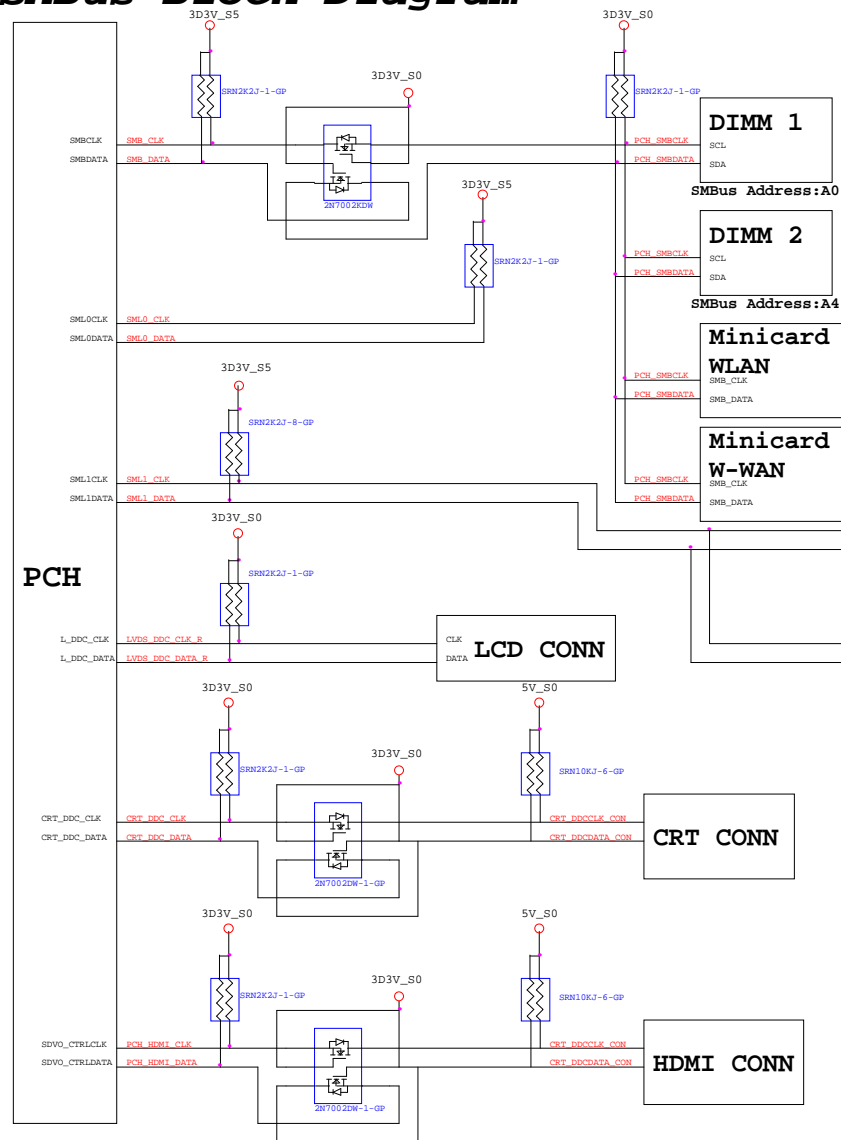 SMBus Block Diagram
3D3V_S5
3D3V_S0
SRN2K2J-1-GP
3D3V_S0
SRN2K2J-1-GP
DIMM 1
SMBCLK
SMB_CLK
PCH_SMBCLK
SCL
SMBDATA
SMB_DATA
PCH_SMBDATA
SDA
2N7002KDW
3D3V_S5
SMBus Address:A0
DIMM 2
SRN2K2J-1-GP
PCH_SMBCLK
SCL
PCH_SMBDATA
SDA
SMBus Address:A4
SML0CLK
SML0_CLK
SML0DATA
SML0_DATA
Minicard
WLAN
PCH_SMBCLK
SMB_CLK
PCH_SMBDATA
SMB_DATA
3D3V_S5
SRN2K2J-8-GP
Minicard
W-WAN
SML1CLK
SML1_CLK
PCH_SMBCLK
SMB_CLK
SML1DATA
SML1_DATA
PCH_SMBDATA
SMB_DATA
3D3V_S0
SRN2K2J-1-GP
PCH
L_DDC_CLK
LVDS_DDC_CLK_R
CLK
L_DDC_DATA
LVDS_DDC_DATA_R
DATA
LCD CONN
3D3V_S0
5V_S0
SRN2K2J-1-GP
3D3V_S0
SRN10KJ-6-GP
CRT_DDC_CLK
CRT_DDC_CLK
CRT_DDCCLK_CON
CRT_DDC_DATA
CRT_DDC_DATA
CRT_DDCDATA_CON
CRT CONN
2N7002DW-1-GP
3D3V_S0
5V_S0
SRN2K2J-1-GP
3D3V_S0
SRN10KJ-6-GP
SDVO_CTRLCLK
PCH_HDMI_CLK
CRT_DDCCLK_CON
SDVO_CTRLDATA
PCH_HDMI_DATA
CRT_DDCDATA_CON
HDMI CONN
2N7002DW-1-GP